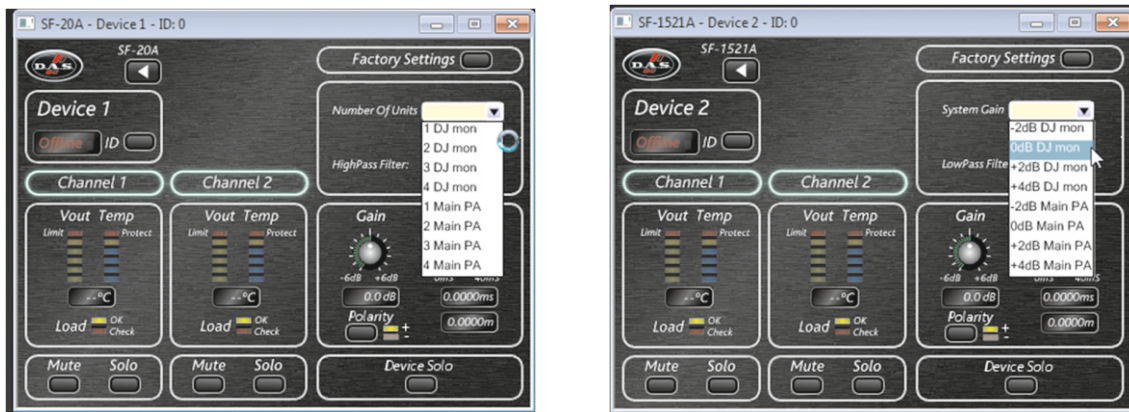 SF-20A - Device 1 - ID: 0
D.A.S.
SF-20A
Factory Settings
Device 1
Number Of Units
1 DJ mon
2 DJ mon
3 DJ mon
4 DJ mon
1 Main PA
2 Main PA
3 Main PA
4 Main PA
Offline ID
HighPass Filter:
Channel 1 Channel 2
Vout Temp Vout Temp Gain
Limit Protect Limit Protect
-6dB +6dB 0ms 40ms
--°C --°C 0.0 dB 0.0000ms
Load OK Check Load OK Check Polarity + - 0.0000m
Mute Solo Mute Solo Device Solo
SF-1521A - Device 2 - ID: 0
D.A.S.
SF-1521A
Factory Settings
Device 2
System Gain
-2dB DJ mon
0dB DJ mon
+2dB DJ mon
+4dB DJ mon
-2dB Main PA
0dB Main PA
+2dB Main PA
+4dB Main PA
Offline ID
LowPass Filte
Channel 1 Channel 2
Vout Temp Vout Temp Gain
Limit Protect Limit Protect
-6dB +6dB 0ms 40ms
--°C --°C 0.0 dB 0.0000ms
Load OK Check Load OK Check Polarity + - 0.0000m
Mute Solo Mute Solo Device Solo